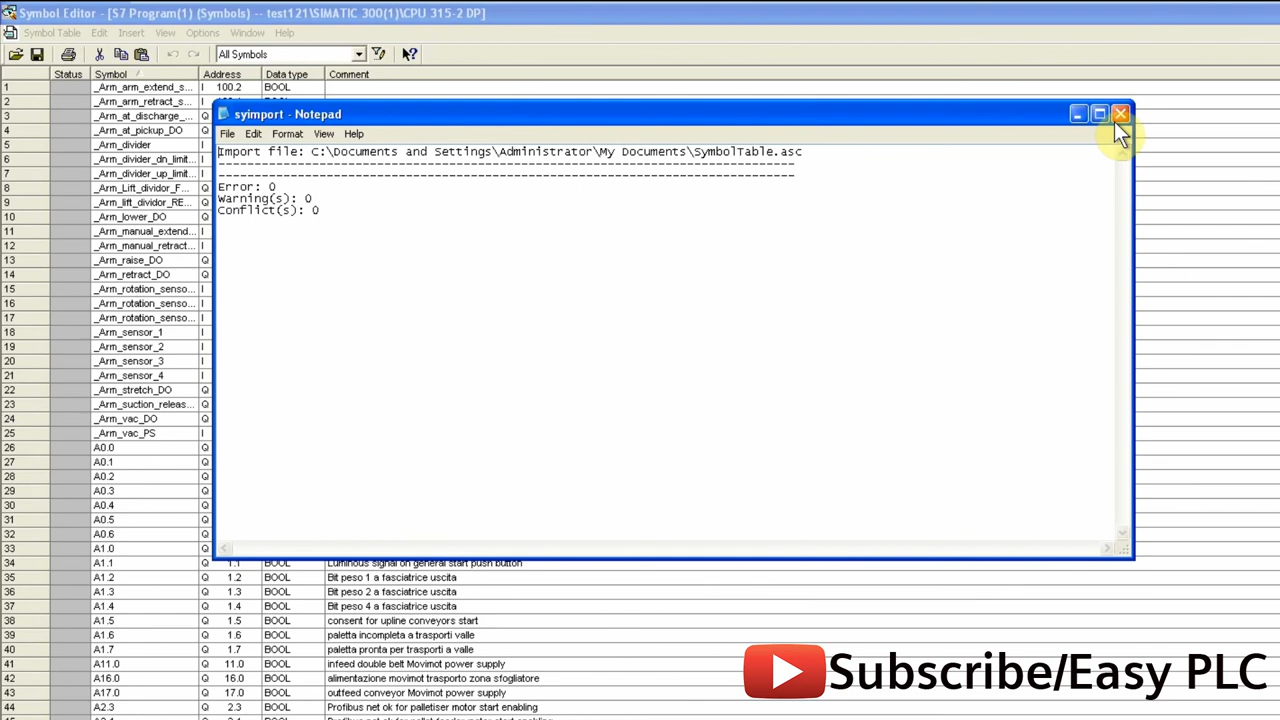 Symbol Editor - [S7 Program(1) (Symbols) -- test121\SIMATIC 300(1)\CPU 315-2 DP]
Symbol Table Edit Insert View Options Window Help
All Symbols
Status Symbol Address Data type Comment
1 _Arm_arm_extend_s... I 100.2 BOOL
2 _Arm_arm_retract_s...
3 _Arm_at_discharge_...
4 _Arm_at_pickup_DO
5 _Arm_divider
6 _Arm_divider_dn_limit...
7 _Arm_divider_up_limit...
8 _Arm_Lift_dividor_F...
9 _Arm_lift_dividor_RE...
10 _Arm_lower_DO
11 _Arm_manual_extend...
12 _Arm_manual_retract...
13 _Arm_raise_DO
14 _Arm_retract_DO
15 _Arm_rotation_senso...
16 _Arm_rotation_senso...
17 _Arm_rotation_senso...
18 _Arm_sensor_1
19 _Arm_sensor_2
20 _Arm_sensor_3
21 _Arm_sensor_4
22 _Arm_stretch_DO
23 _Arm_suction_releas...
24 _Arm_vac_DO
25 _Arm_vac_PS
26 A0.0
27 A0.1
28 A0.2
29 A0.3
30 A0.4
31 A0.5
32 A0.6
33 A1.0
34 A1.1 Q 1.1 BOOL Luminous signal on general start push button
35 A1.2 Q 1.2 BOOL Bit peso 1 a fasciatrice uscita
36 A1.3 Q 1.3 BOOL Bit peso 2 a fasciatrice uscita
37 A1.4 Q 1.4 BOOL Bit peso 4 a fasciatrice uscita
38 A1.5 Q 1.5 BOOL consent for upline conveyors start
39 A1.6 Q 1.6 BOOL paletta incompleta a trasporti valle
40 A1.7 Q 1.7 BOOL paletta pronta per trasporti a valle
41 A11.0 Q 11.0 BOOL infeed double belt Movimot power supply
42 A16.0 Q 16.0 BOOL alimentazione movimot trasporto zona sfogliatore
43 A17.0 Q 17.0 BOOL outfeed conveyor Movimot power supply
44 A2.3 Q 2.3 BOOL Profibus net ok for palletiser motor start enabling
syimport - Notepad
File Edit Format View Help
Import file: C:\Documents and Settings\Administrator\My Documents\SymbolTable.asc
Error: 0
Warning(s): 0
Conflict(s): 0
Subscribe/Easy PLC